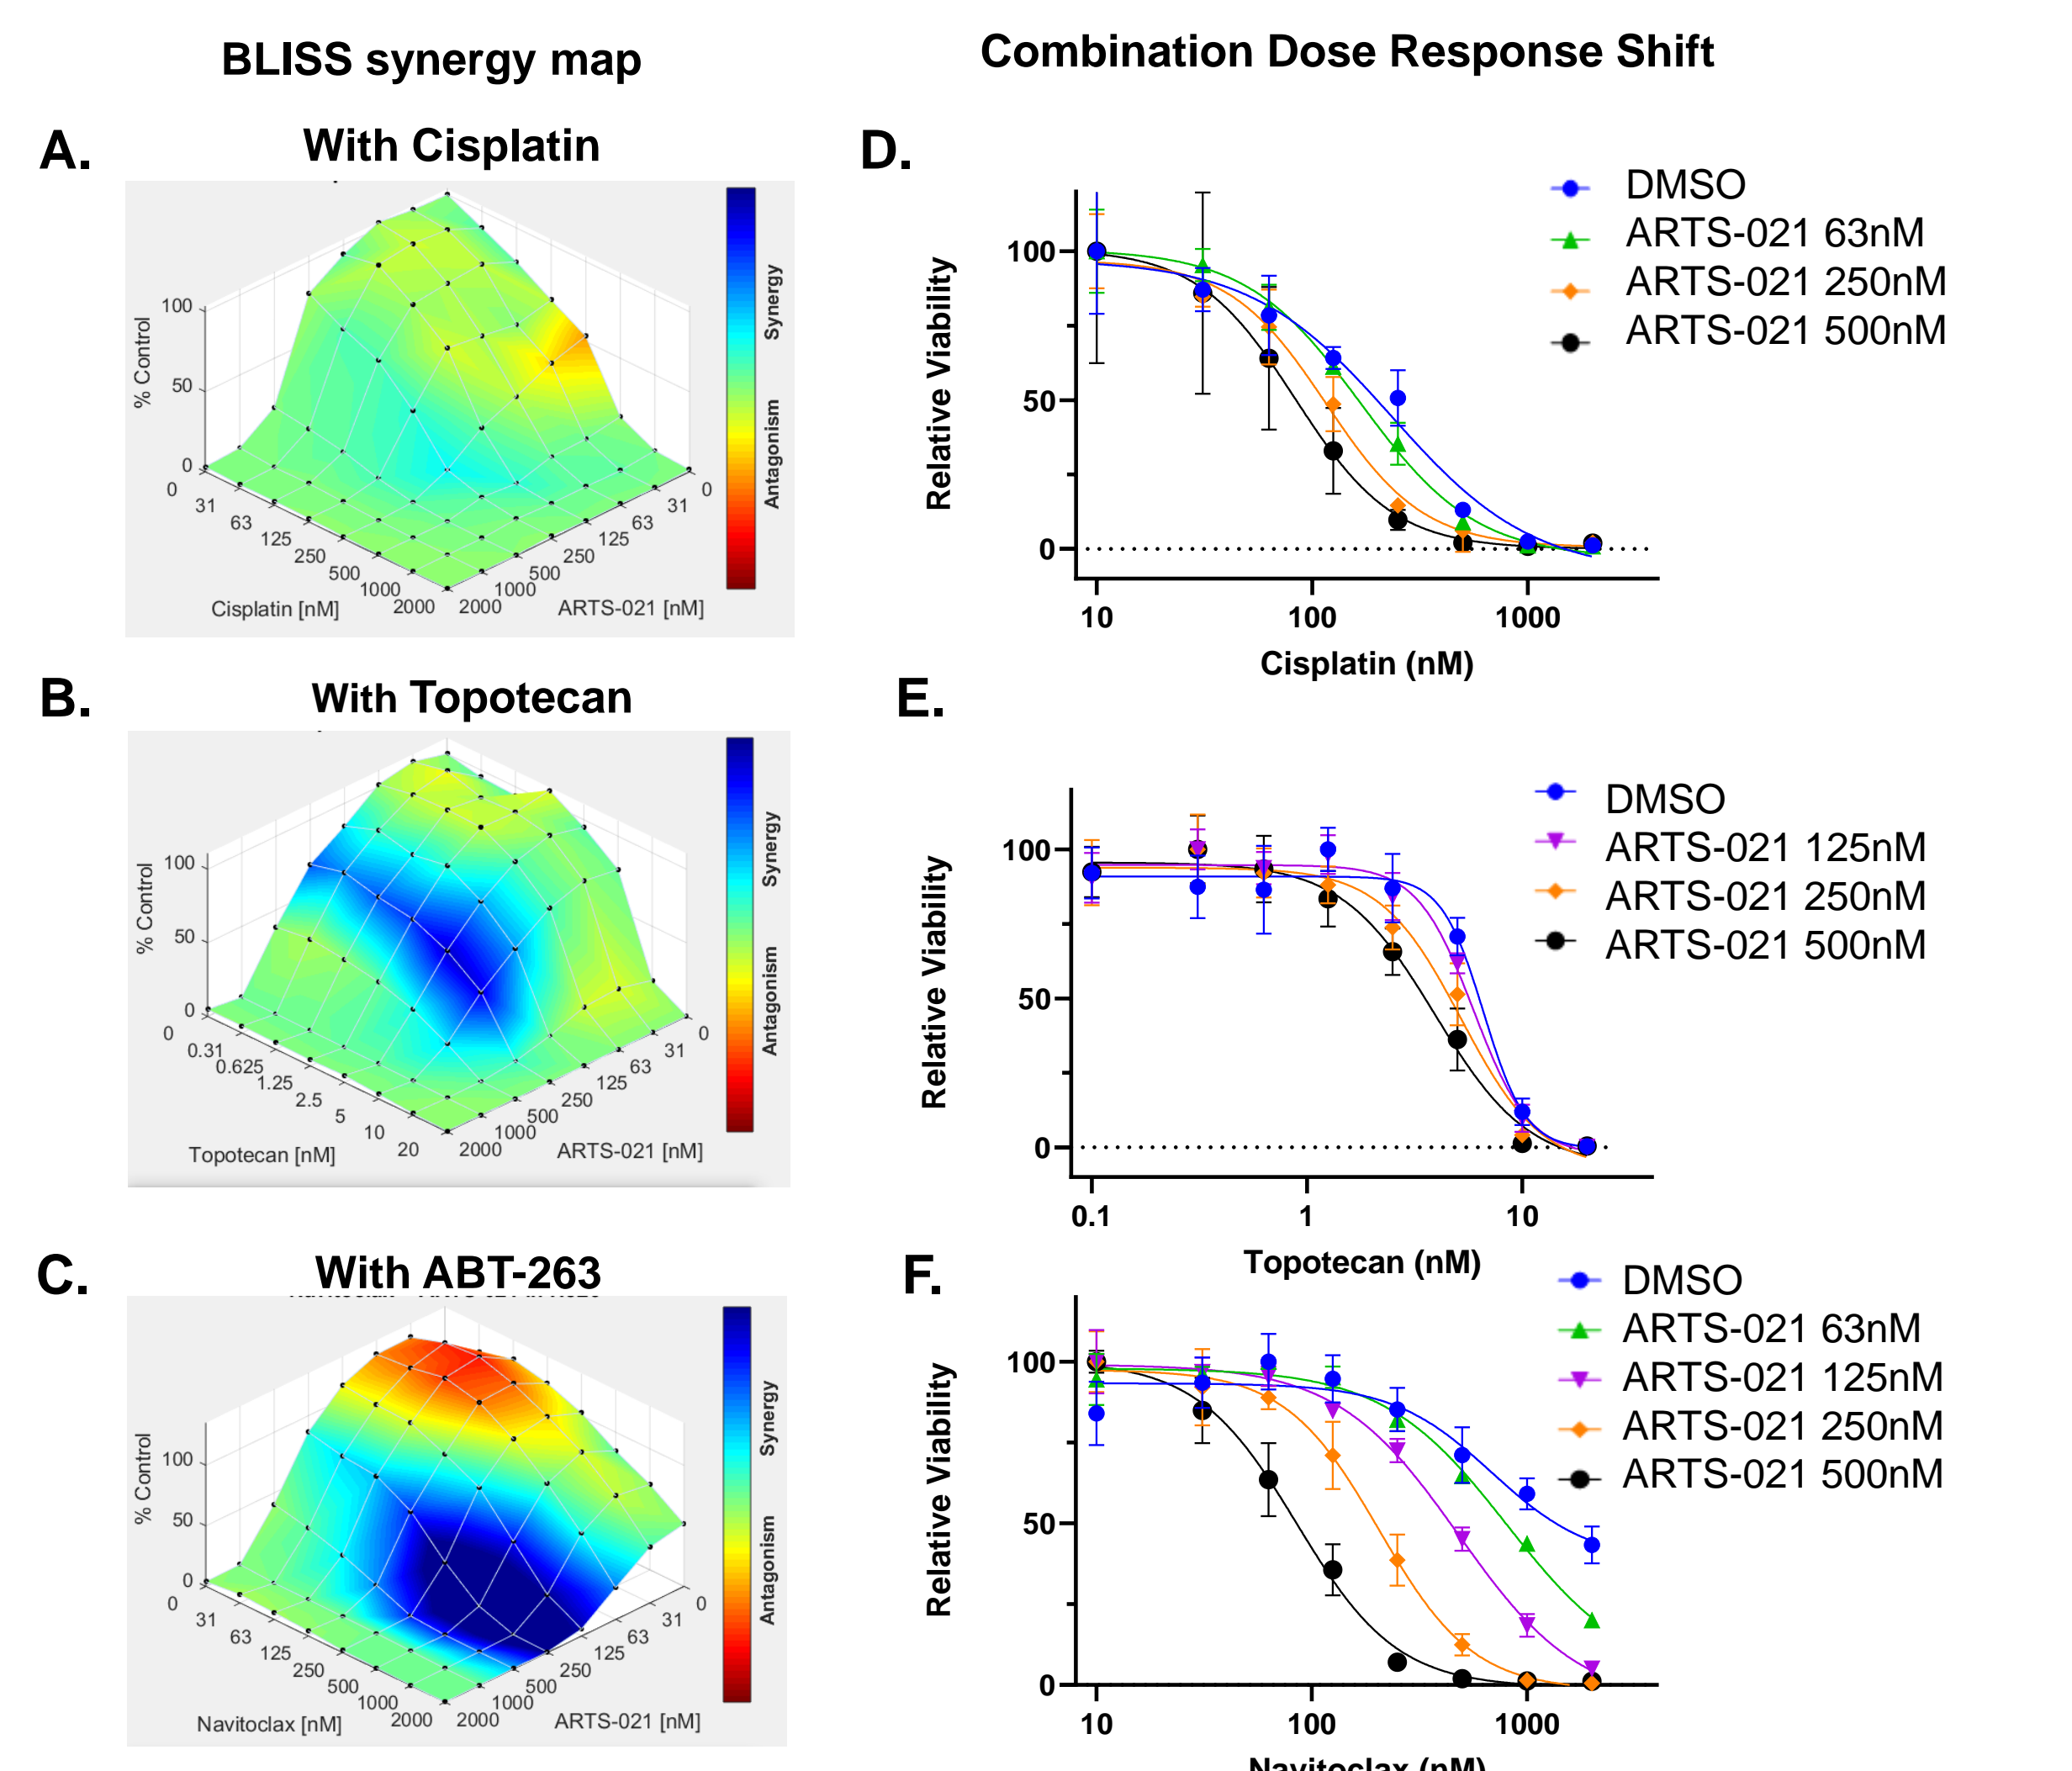 BLISS synergy map
Combination Dose Response Shift
A.
With Cisplatin
% Control
100
50
0
0
31
63
125
250
500
1000
2000
Cisplatin [nM]
2000
1000
500
250
125
63
31
0
ARTS-021 [nM]
Synergy
Antagonism
D.
Relative Viability
100
50
0
10
100
1000
Cisplatin (nM)
DMSO
ARTS-021 63nM
ARTS-021 250nM
ARTS-021 500nM
B.
With Topotecan
% Control
100
50
0
0
0.31
0.625
1.25
2.5
5
10
20
Topotecan [nM]
2000
1000
500
250
125
63
31
0
ARTS-021 [nM]
Synergy
Antagonism
E.
Relative Viability
100
50
0
0.1
1
10
Topotecan (nM)
DMSO
ARTS-021 125nM
ARTS-021 250nM
ARTS-021 500nM
C.
With ABT-263
% Control
100
50
0
0
31
63
125
250
500
1000
2000
Navitoclax [nM]
2000
1000
500
250
125
63
31
0
ARTS-021 [nM]
Synergy
Antagonism
F.
Relative Viability
100
50
0
10
100
1000
Navitoclax (nM)
DMSO
ARTS-021 63nM
ARTS-021 125nM
ARTS-021 250nM
ARTS-021 500nM